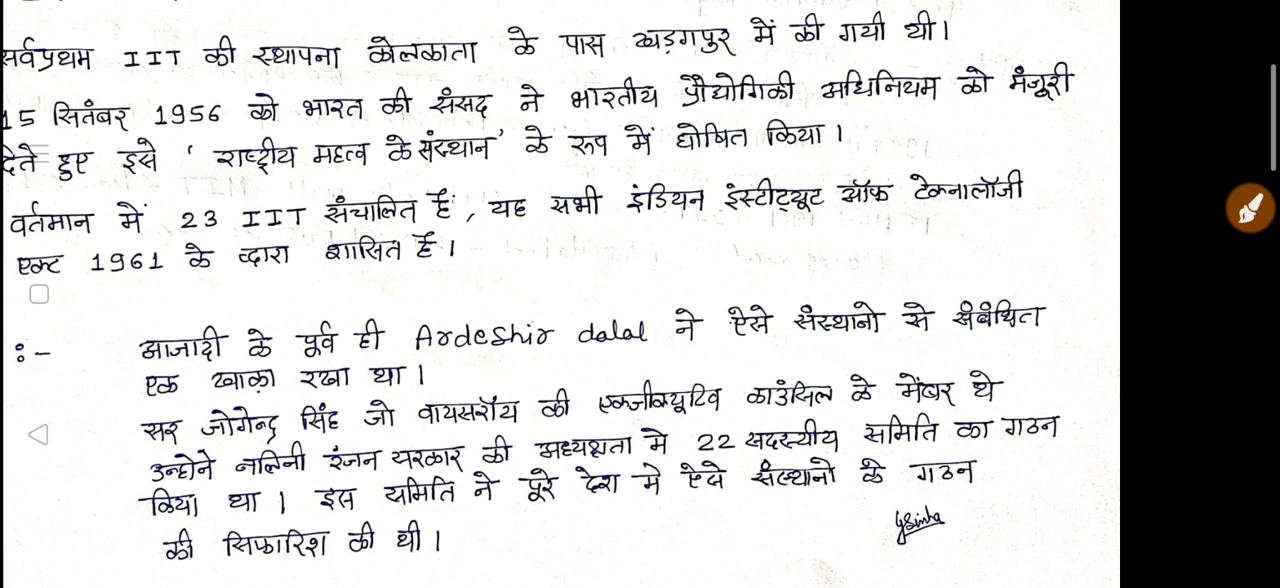 सर्वप्रथम IIT की स्थापना कोलकाता के पास खड़गपुर में की गयी थी।
15 सितंबर 1956 को भारत की संसद ने भारतीय प्रौद्योगिकी अधिनियम को मंजूरी
देते हुए इसे 'राष्ट्रीय महत्व के संस्थान' के रूप में घोषित किया।
वर्तमान में 23 IIT संचालित हैं, यह सभी इंडियन इंस्टीट्यूट ऑफ टेक्नालॉजी
एक्ट 1961 के द्वारा शासित हैं।
:- आजादी के पूर्व ही Ardeshir dalal ने ऐसे संस्थानो से संबंधित
एक खाका रखा था।
सर जोगेन्द्र सिंह जो वायसरॉय की एक्जीक्यूटिव काउंसिल के मेंबर थे
उन्होने नलिनी रंजन सरकार की अध्यक्षता मे 22 सदस्यीय समिति का गठन
किया था। इस समिति ने पूरे देश मे ऐसे संस्थानो के गठन
की सिफारिश की थी।